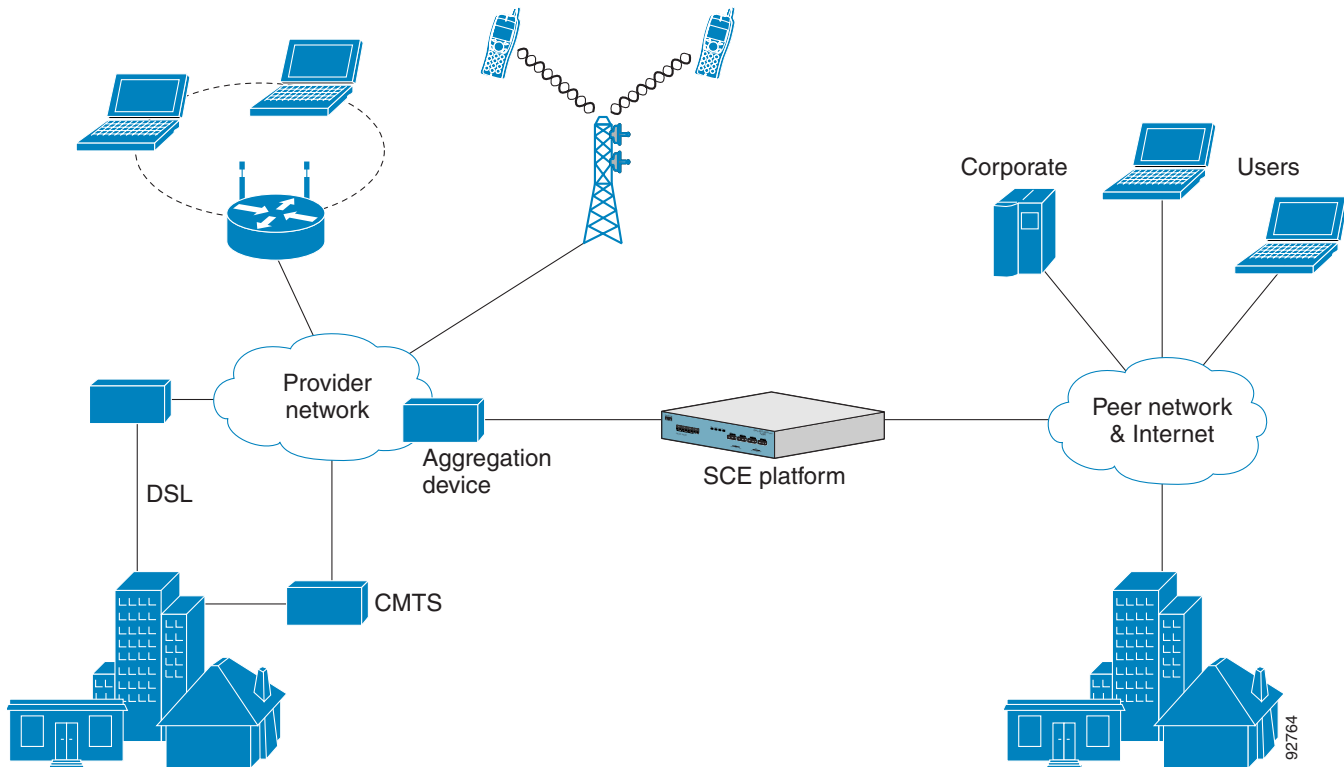 Corporate
Users
Provider
network
Peer network
& Internet
Aggregation
device
SCE platform
DSL
CMTS
92764